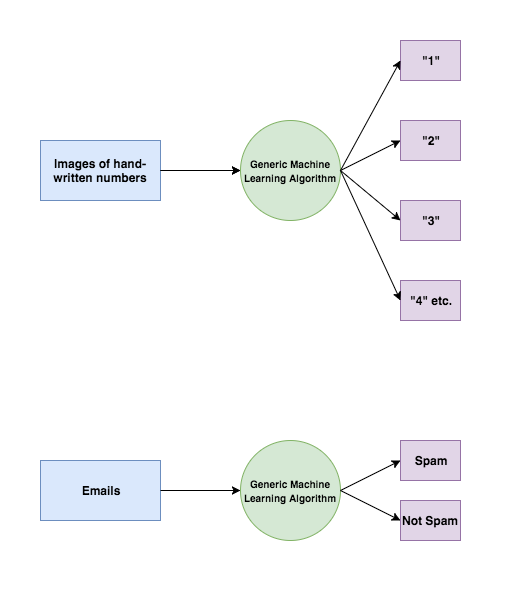 Images of hand-
written numbers
Generic Machine
Learning Algorithm
"1"
"2"
"3"
"4" etc.
Emails
Generic Machine
Learning Algorithm
Spam
Not Spam